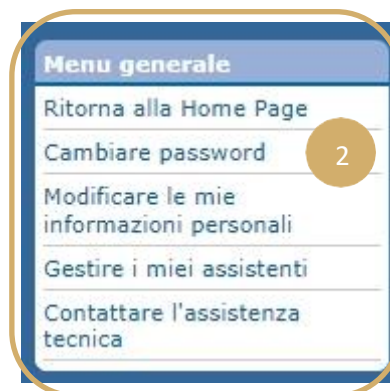 Menu generale
Ritorna alla Home Page
Cambiare password
2
Modificare le mie
informazioni personali
Gestire i miei assistenti
Contattare l'assistenza
tecnica